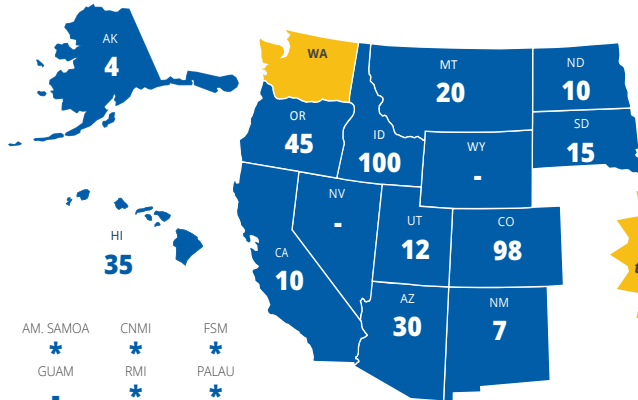 AK
4
WA
MT
20
ND
10
OR
45
ID
100
SD
15
WY
-
NV
-
HI
35
CA
10
UT
12
CO
98
AZ
30
NM
7
AM. SAMOA CNMI FSM
* * *
GUAM RMI PALAU
- * *